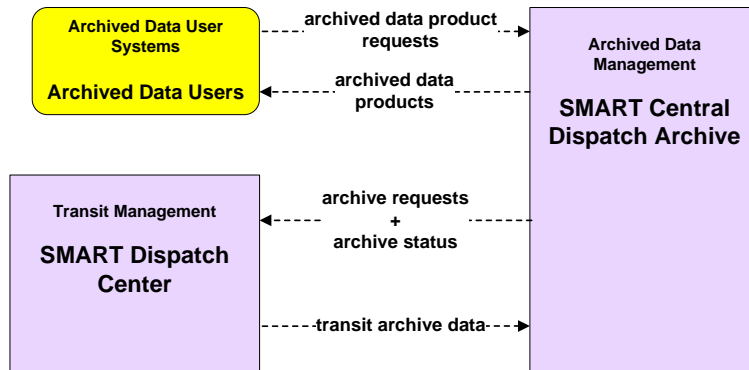 Archived Data User
Systems
Archived Data Users
archived data product
requests
archived data
products
Archived Data
Management
SMART Central
Dispatch Archive
Transit Management
SMART Dispatch
Center
archive requests
+
archive status
transit archive data